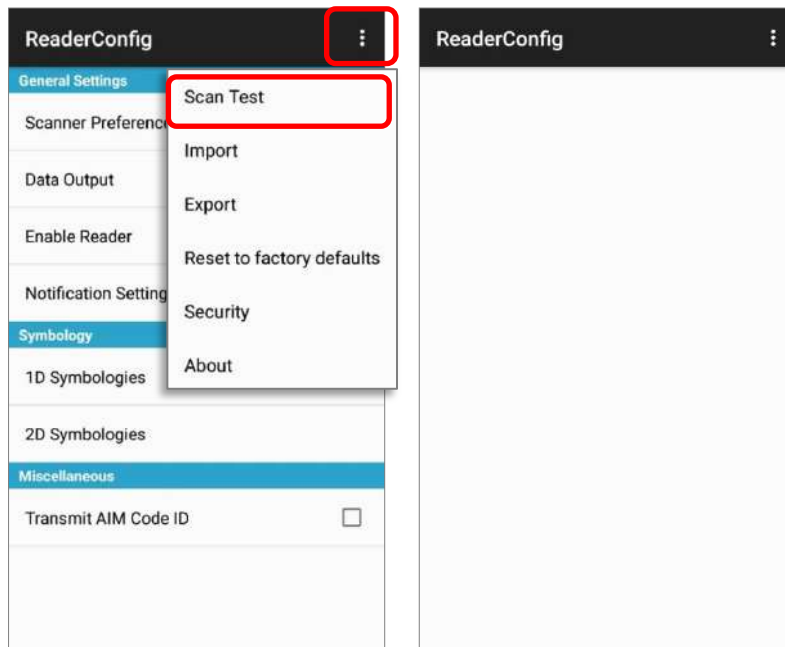 ReaderConfig
General Settings
Scanner Preferenc
Data Output
Enable Reader
Notification Setting
Symbology
1D Symbologies
2D Symbologies
Miscellaneous
Transmit AIM Code ID
Scan Test
Import
Export
Reset to factory defaults
Security
About
ReaderConfig